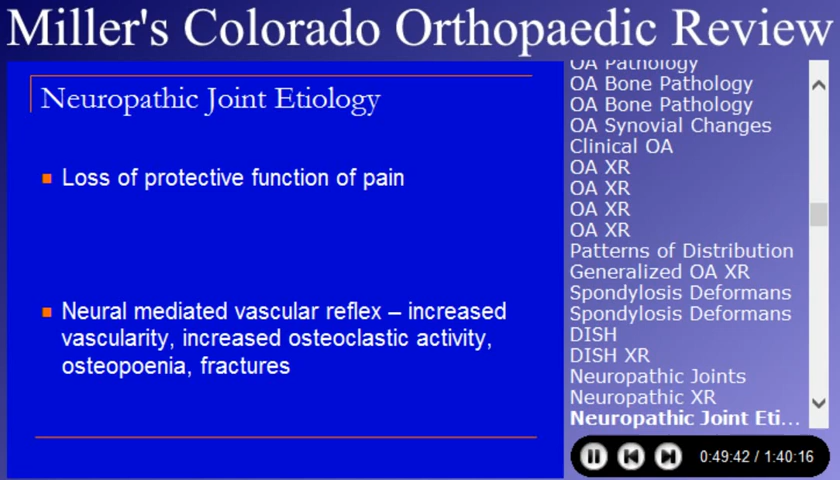 Miller's Colorado Orthopaedic Review
Neuropathic Joint Etiology
Loss of protective function of pain
Neural mediated vascular reflex – increased
vascularity, increased osteoclastic activity,
osteopoenia, fractures
OA Pathology
OA Bone Pathology
OA Bone Pathology
OA Synovial Changes
Clinical OA
OA XR
OA XR
OA XR
OA XR
Patterns of Distribution
Generalized OA XR
Spondylosis Deformans
Spondylosis Deformans
DISH
DISH XR
Neuropathic Joints
Neuropathic XR
Neuropathic Joint Eti...
0:49:42 / 1:40:16